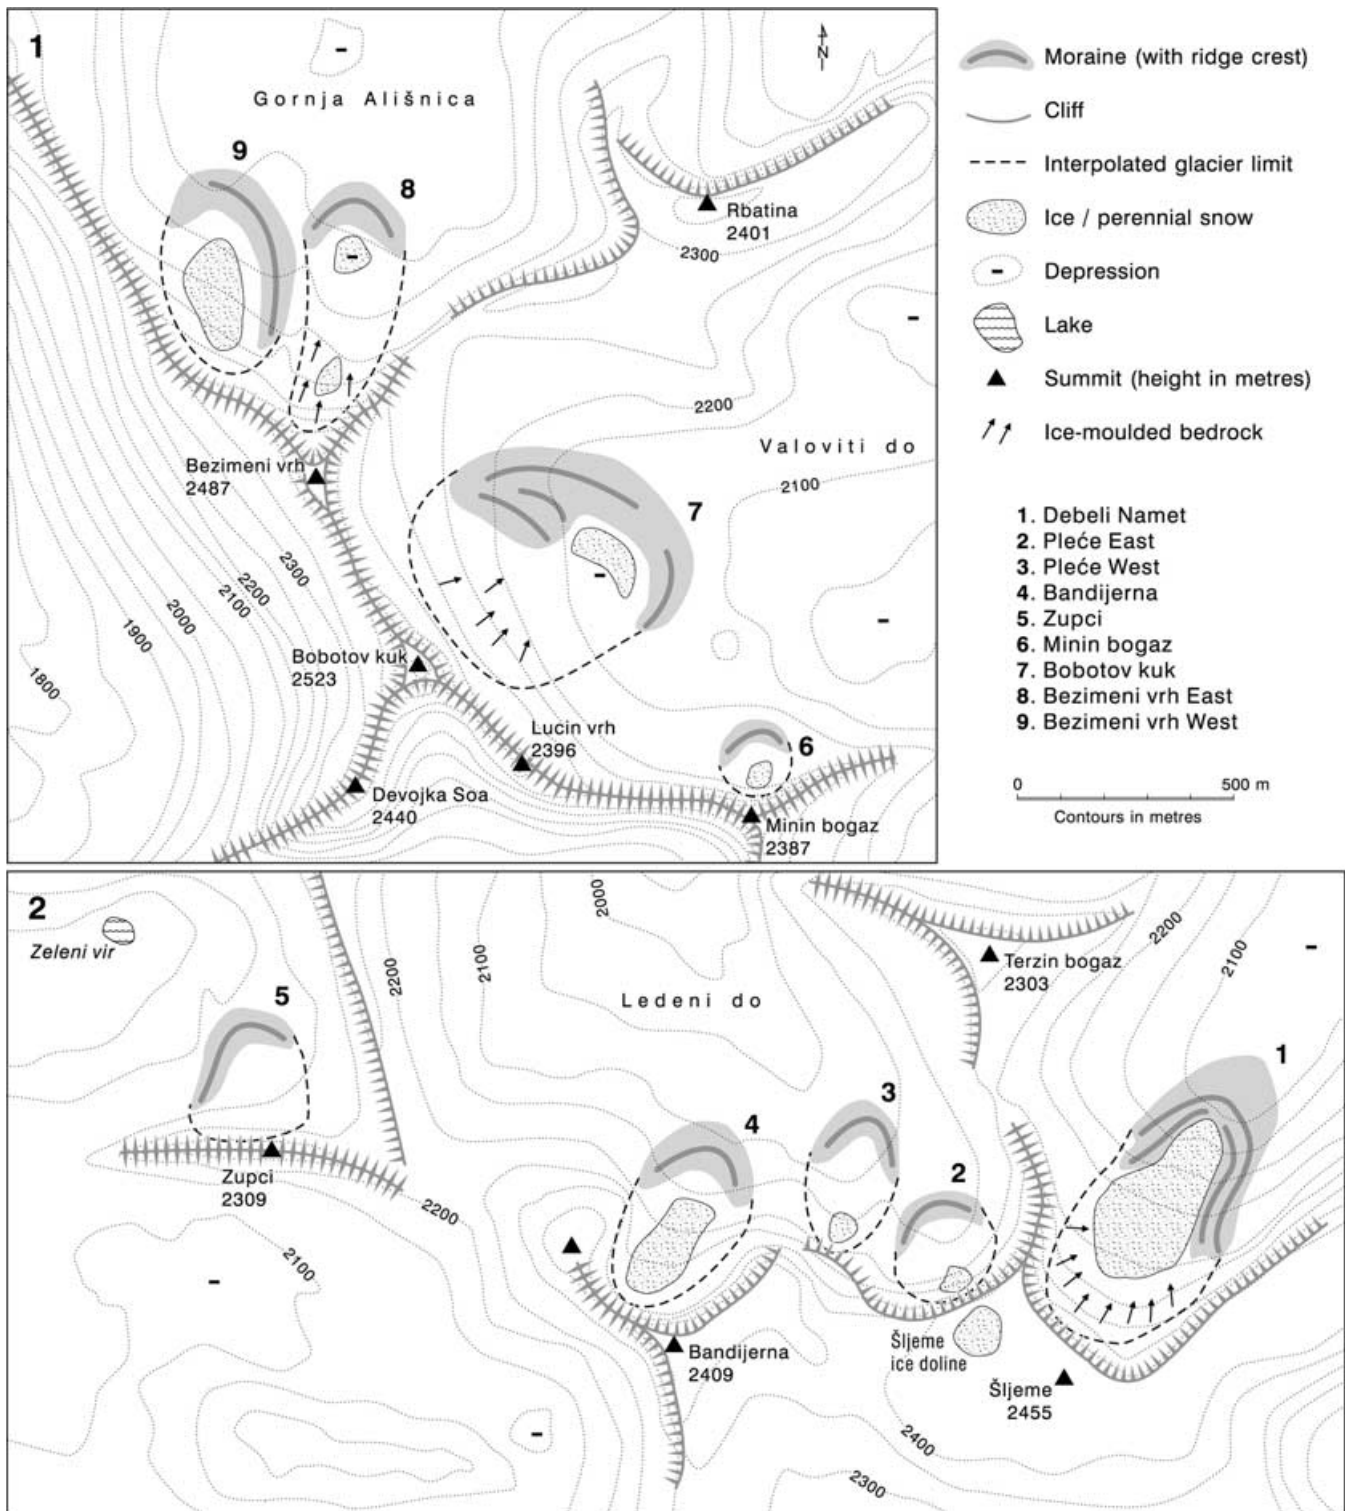 1
Gornja Ališnica
N
9
8
Rbatina
2401
2300
2200
Valoviti do
2100
Bezimeni vrh
2487
7
2300
2200
2100
2000
1900
1800
Bobotov kuk
2523
Lucin vrh
2396
6
Devojka Soa
2440
Minin bogaz
2387
Moraine (with ridge crest)
Cliff
Interpolated glacier limit
Ice / perennial snow
Depression
Lake
Summit (height in metres)
Ice-moulded bedrock
1. Debeli Namet
2. Pleće East
3. Pleće West
4. Bandijerna
5. Zupci
6. Minin bogaz
7. Bobotov kuk
8. Bezimeni vrh East
9. Bezimeni vrh West
0 500 m
Contours in metres
2
Zeleni vir
2000
2100
2200
Ledeni do
Terzin bogaz
2303
2200
2100
5
1
3
4
2
Zupci
2309
2200
2100
Bandijerna
2409
Šljeme
ice doline
Šljeme
2455
2400
2300